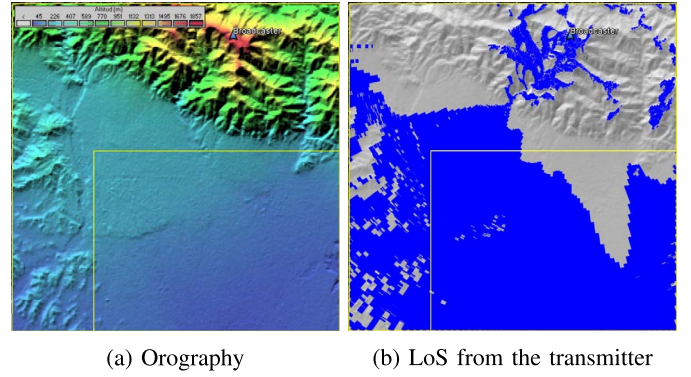 Altitud [m]
< 45 226 407 589 770 951 1132 1313 1495 1676 1857
Broadcaster
Broadcaster
(a) Orography
(b) LoS from the transmitter